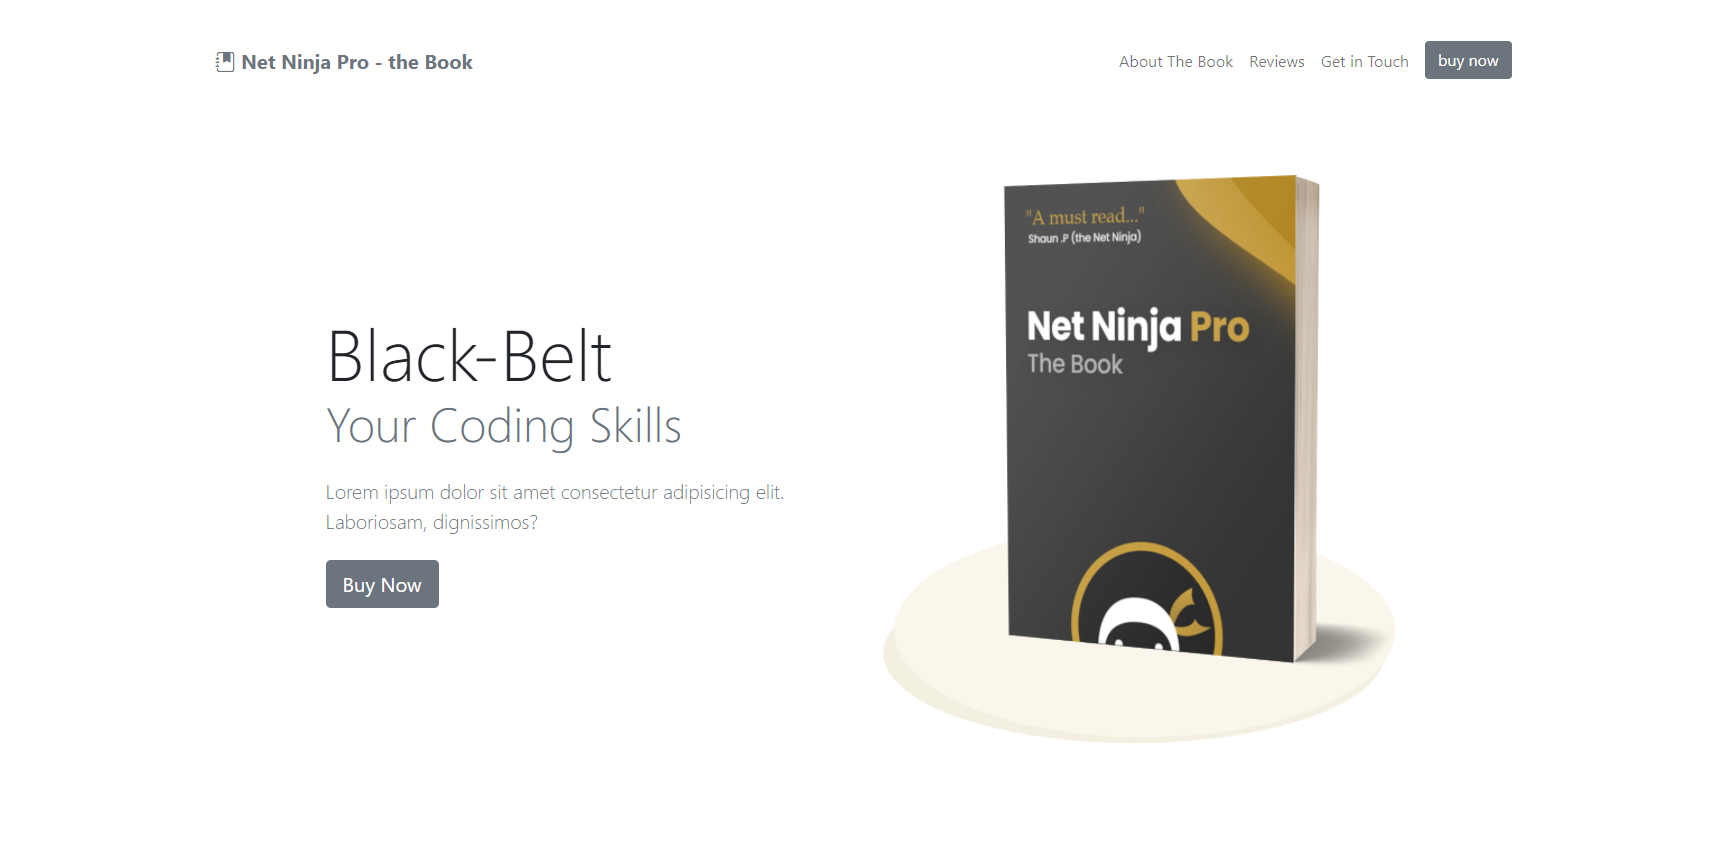 Net Ninja Pro - the Book
About The Book
Reviews
Get in Touch
buy now
Black-Belt
Your Coding Skills
Lorem ipsum dolor sit amet consectetur adipisicing elit.
Laboriosam, dignissimos?
Buy Now
"A must read..."
Shaun .P (the Net Ninja)
Net Ninja Pro
The Book